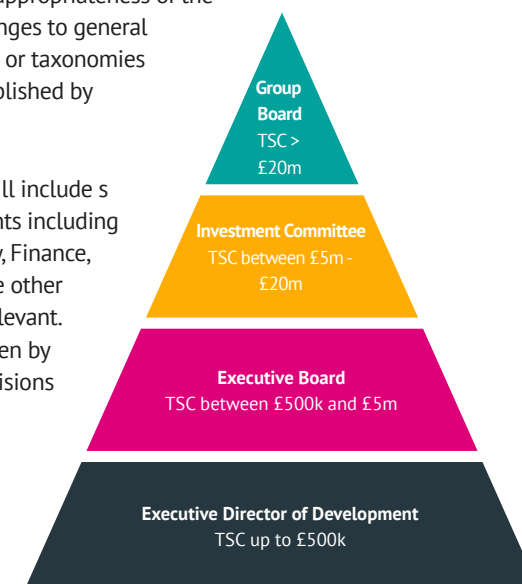 appropriateness of the
nges to general
or taxonomies
blished by
ill include s
nts including
, Finance,
e other
levant.
en by
isions
Group
Board
TSC >
£20m
Investment Committee
TSC between £5m -
£20m
Executive Board
TSC between £500k and £5m
Executive Director of Development
TSC up to £500k